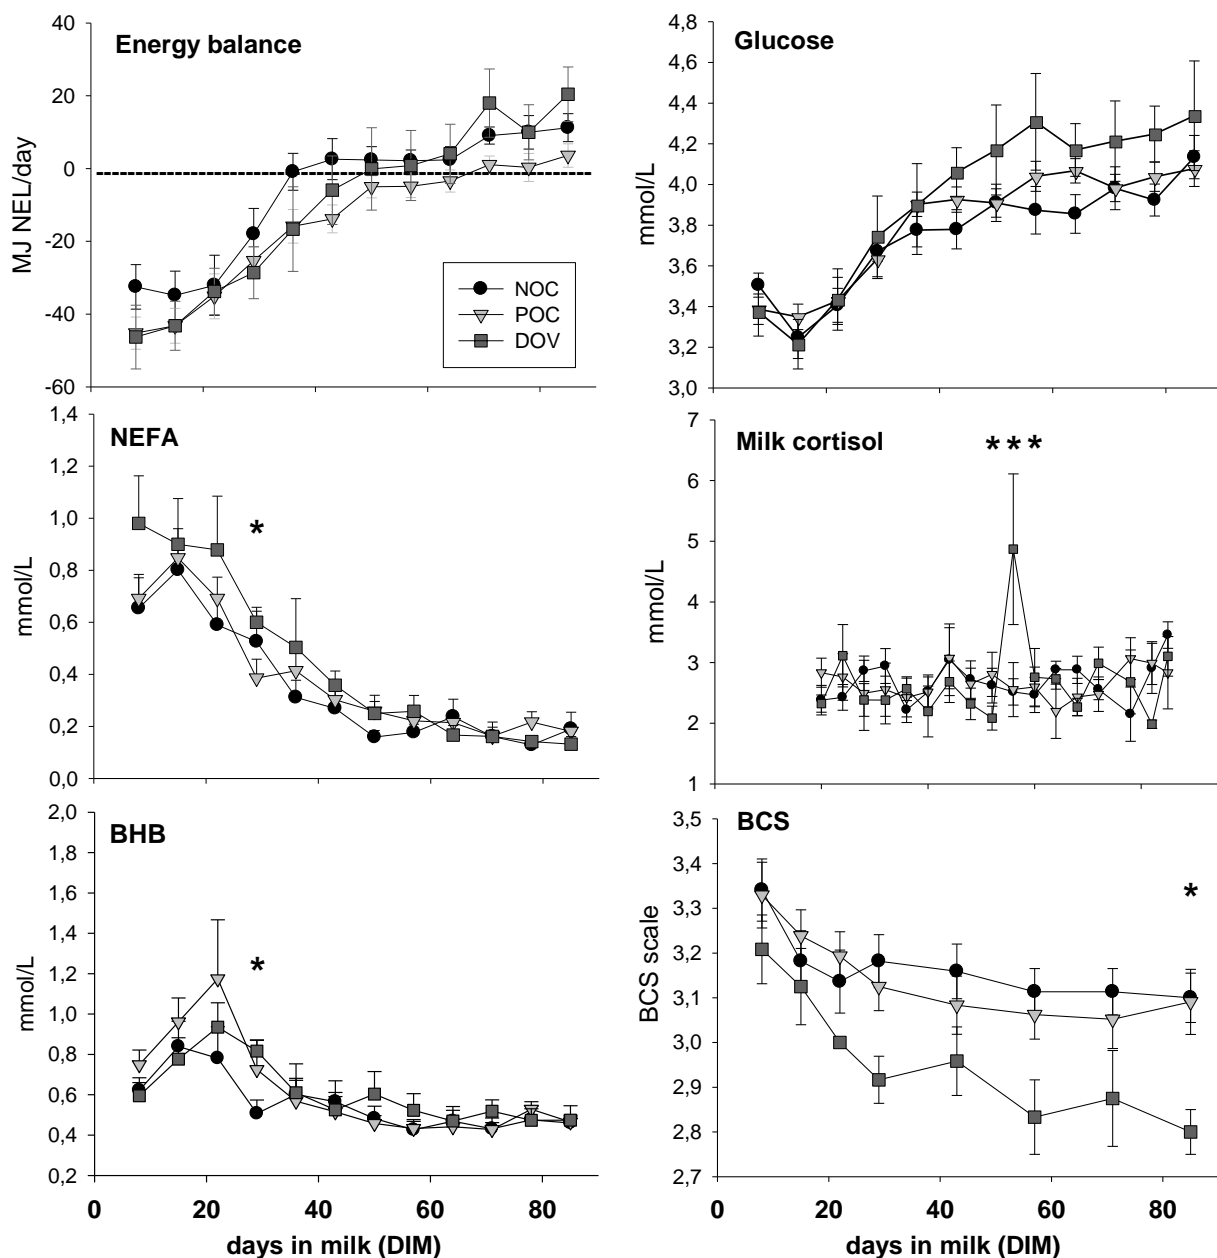 Energy balance
40
20
0
-20
-40
-60
MJ NEL/day
NOC
POC
DOV
Glucose
4,8
4,6
4,4
4,2
4,0
3,8
3,6
3,4
3,2
3,0
mmol/L
NEFA
1,4
1,2
1,0
0,8
0,6
0,4
0,2
0,0
mmol/L
*
Milk cortisol
7
6
5
4
3
2
1
mmol/L
***
BHB
2,0
1,8
1,6
1,4
1,2
1,0
0,8
0,6
0,4
0,2
mmol/L
*
0 20 40 60 80
days in milk (DIM)
BCS
3,5
3,3
3,2
3,1
3,0
2,9
2,8
2,7
BCS scale
*
0 20 40 60 80
days in milk (DIM)